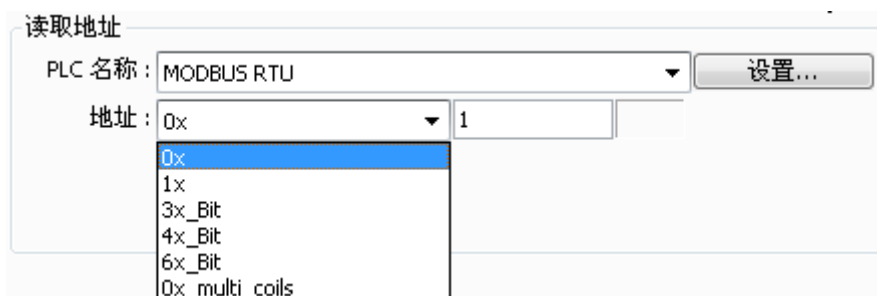 读取地址
PLC 名称： MODBUS RTU 设置...
地址： 0x 1
0x
1x
3x_Bit
4x_Bit
6x_Bit
0x_multi_coils